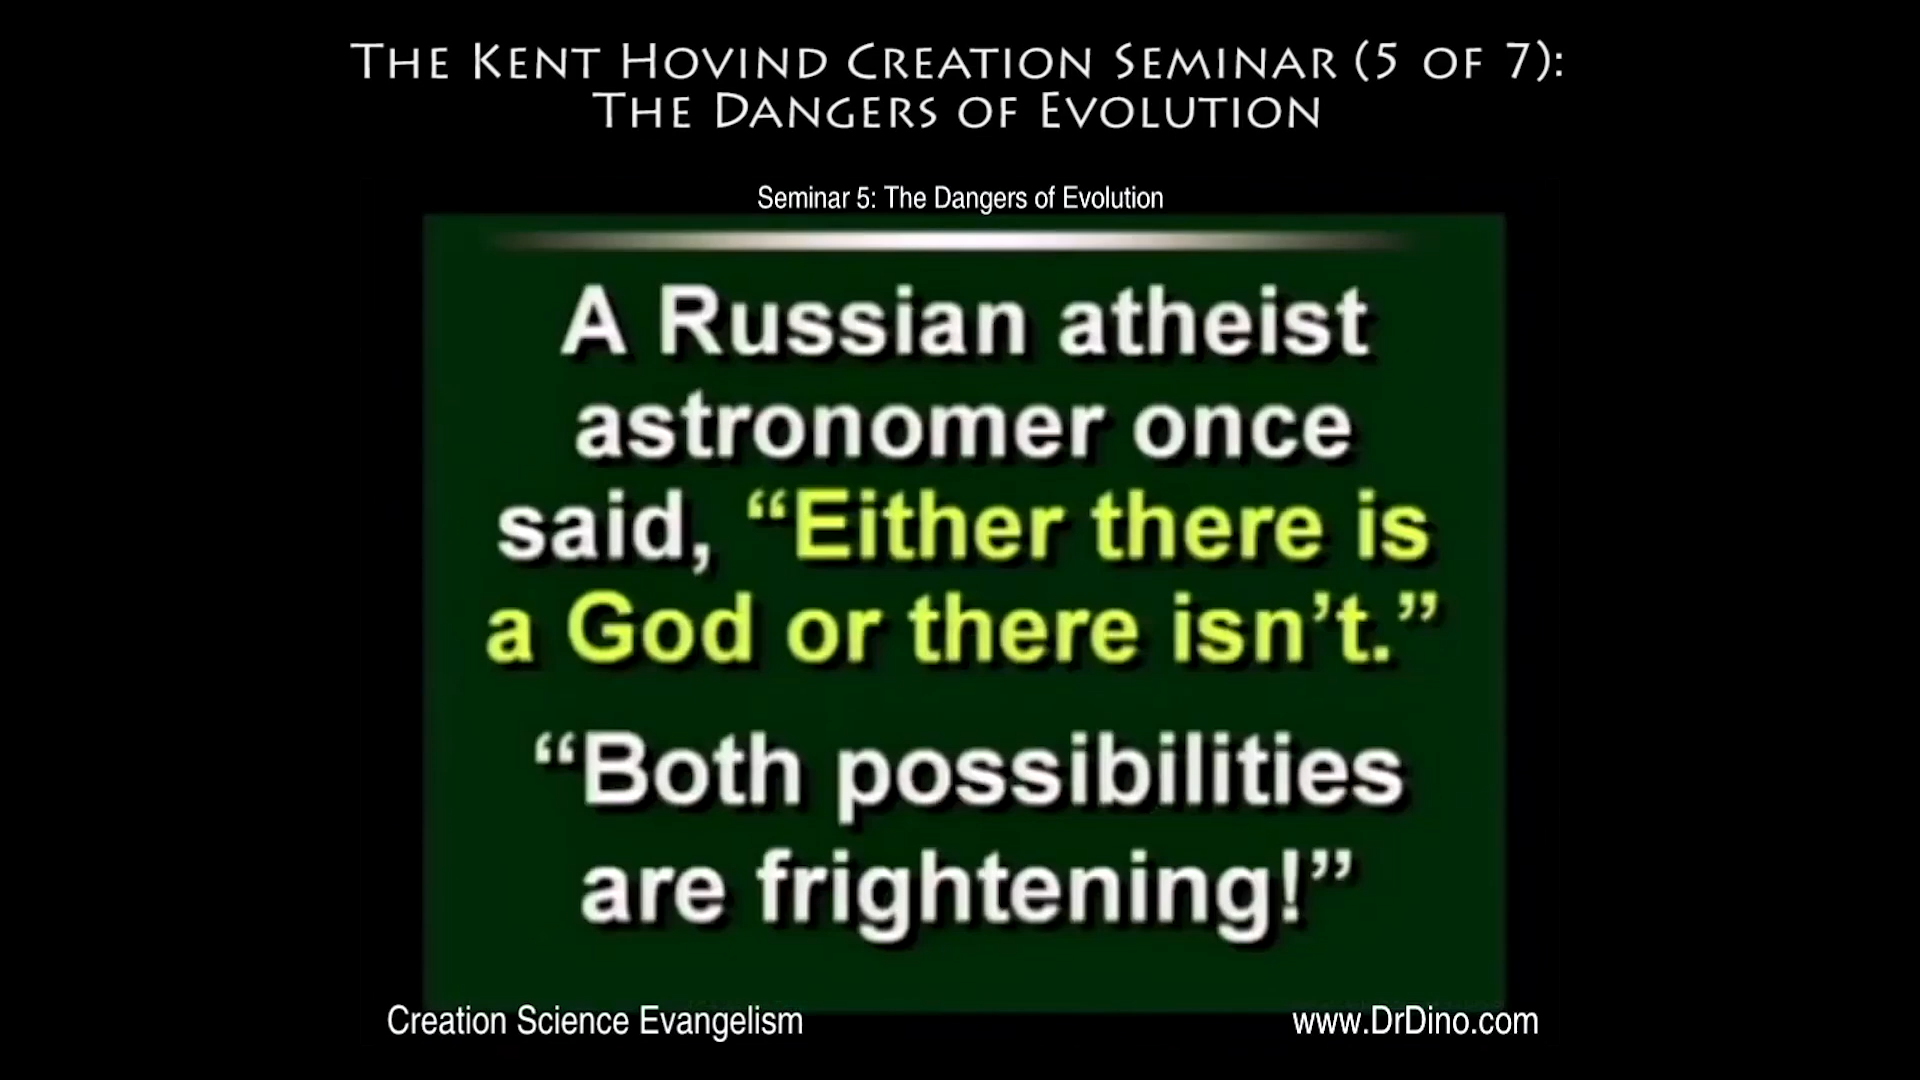 THE KENT HOVIND CREATION SEMINAR (5 OF 7):
THE DANGERS OF EVOLUTION
Seminar 5: The Dangers of Evolution
A Russian atheist
astronomer once
said, “Either there is
a God or there isn’t.”
“Both possibilities
are frightening!”
Creation Science Evangelism
www.DrDino.com